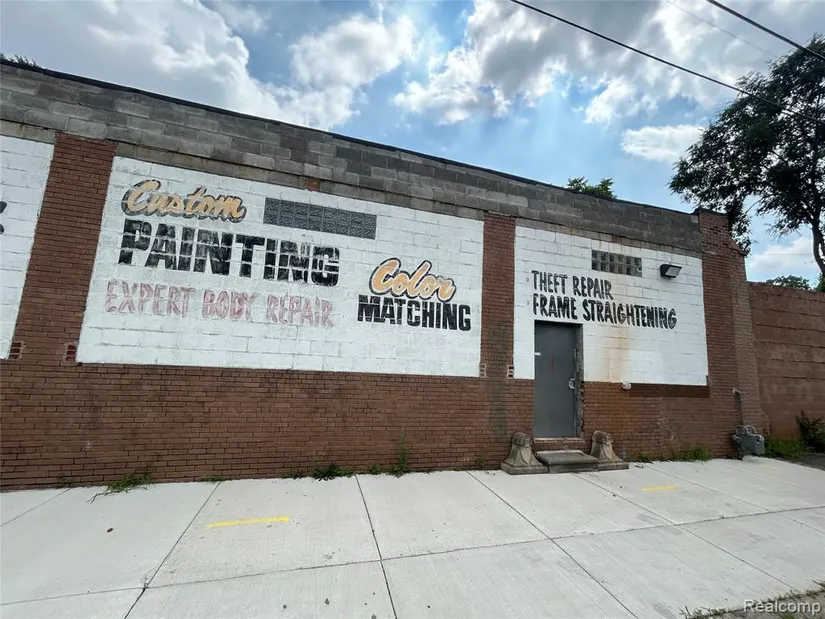 Custom
PAINTING
EXPERT BODY REPAIR
Color
MATCHING
THEFT REPAIR
FRAME STRAIGHTENING
Realcomp